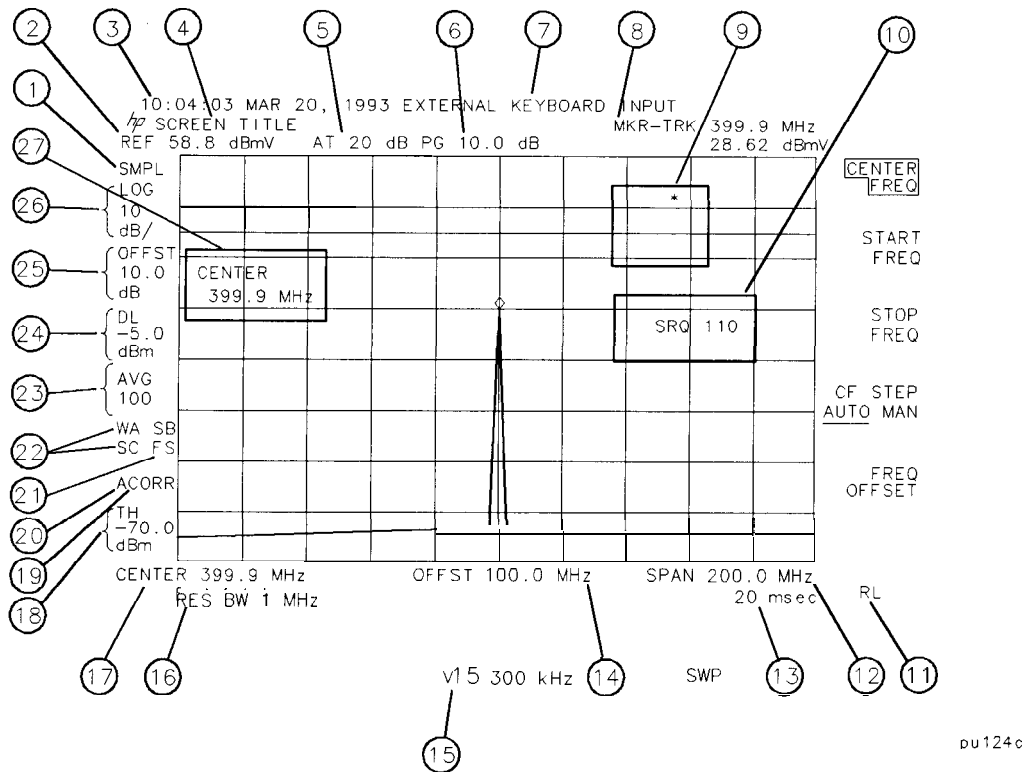 2 3 4 5 6 7 8 9 10
1
10:04:03 MAR 20, 1993 EXTERNAL KEYBOARD INPUT
hp SCREEN TITLE
MKR-TRK 399.9 MHz
REF 58.8 dBmV AT 20 dB PG 10.0 dB
28.62 dBmV
27
SMPL
26
LOG
10
dB/
*
CENTER
FREQ
25
OFFST
10.0
dB
CENTER
399.9 MHz
START
FREQ
24
DL
-5.0
dBm
SRQ 110
STOP
FREQ
23
AVG
100
CF STEP
AUTO MAN
22
WA SB
SC FS
21
20
ACORR
FREQ
OFFSET
19
18
TH
-70.0
dBm
CENTER 399.9 MHz OFFST 100.0 MHz SPAN 200.0 MHz
RES BW 1 MHz
20 msec
RL
17 16
v15 300 kHz
14
SWP
13 12 11
15
pu124c